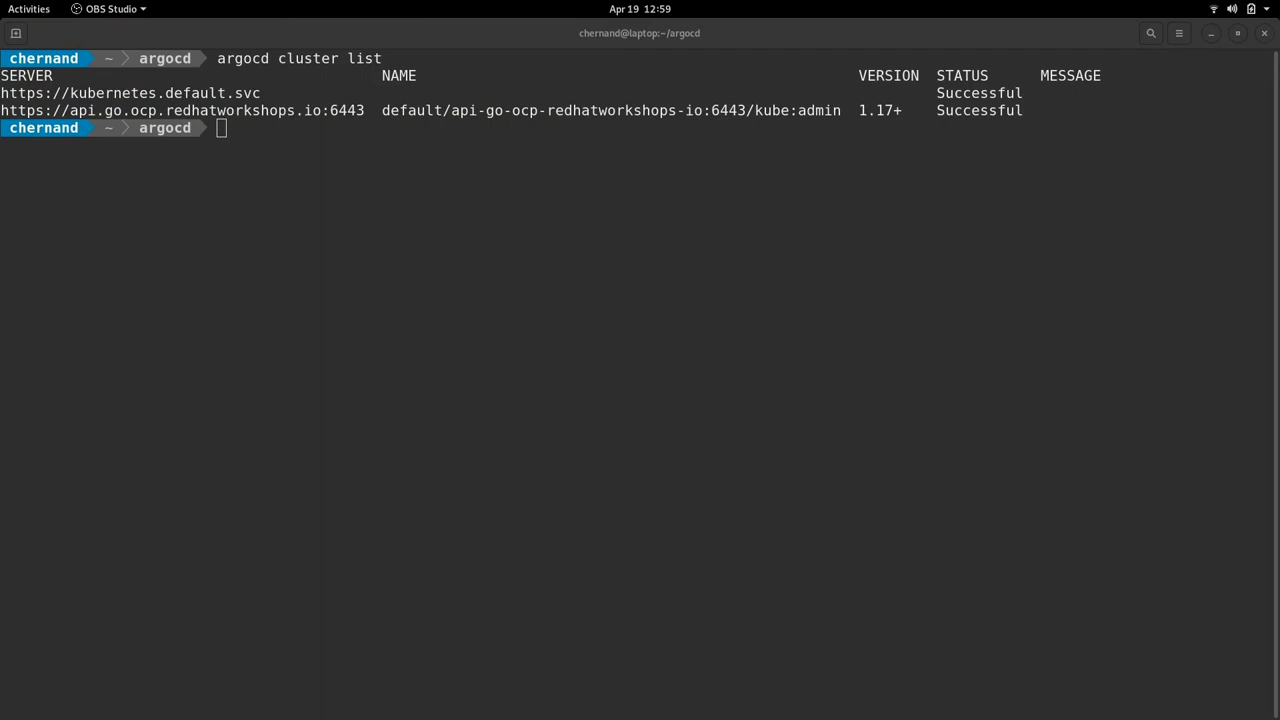 Activities OBS Studio Apr 19 12:59
chernand@laptop:~/argocd
chernand ~ argocd argocd cluster list
SERVER NAME VERSION STATUS MESSAGE
https://kubernetes.default.svc Successful
https://api.go.ocp.redhatworkshops.io:6443 default/api-go-ocp-redhatworkshops-io:6443/kube:admin 1.17+ Successful
chernand ~ argocd